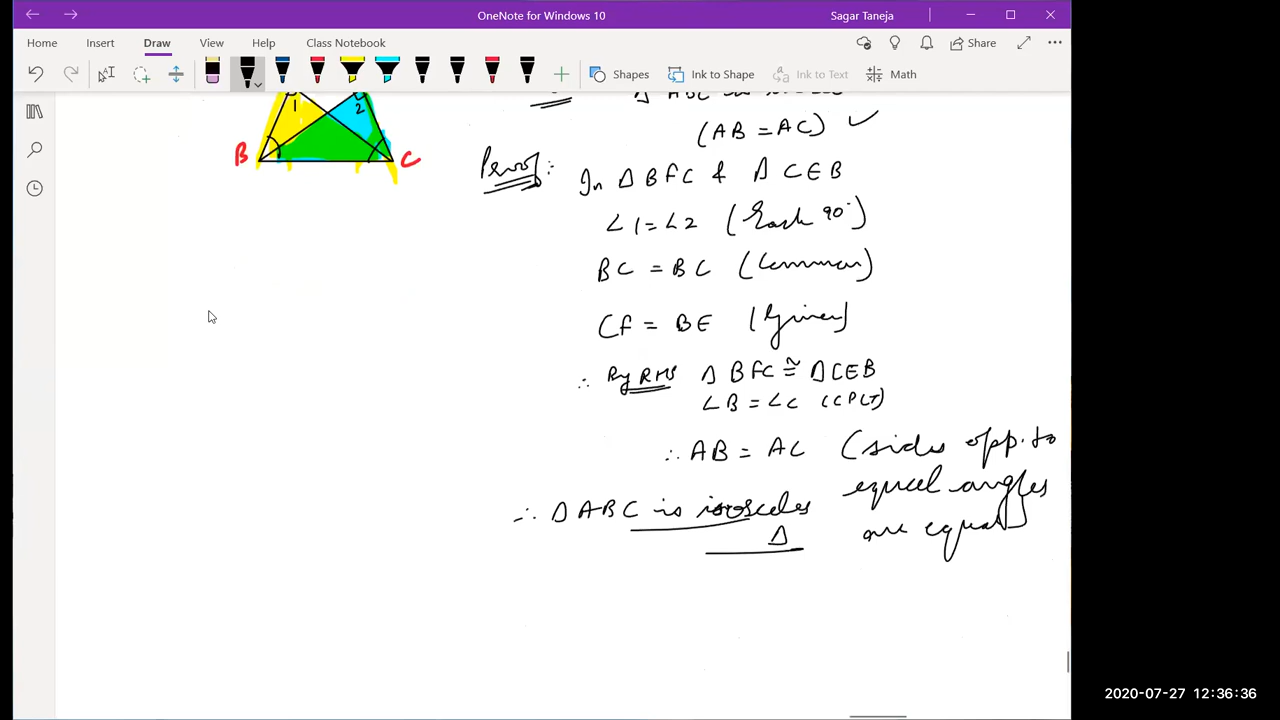 OneNote for Windows 10
Sagar Taneja
Home Insert Draw View Help Class Notebook
Share
Shapes Ink to Shape Ink to Text Math
1 2
B C
Δ ABC is
(AB = AC) ✓
Proof:
In Δ BFC & Δ CEB
∠1 = ∠2 (Each 90°)
BC = BC (Common)
CF = BE (Given)
∴ By RHS Δ BFC ≅ Δ CEB
∠B = ∠C (CPCT)
∴ AB = AC (sides opp. to
equal angles
are equal)
∴ Δ ABC is isosceles
Δ
2020-07-27 12:36:36